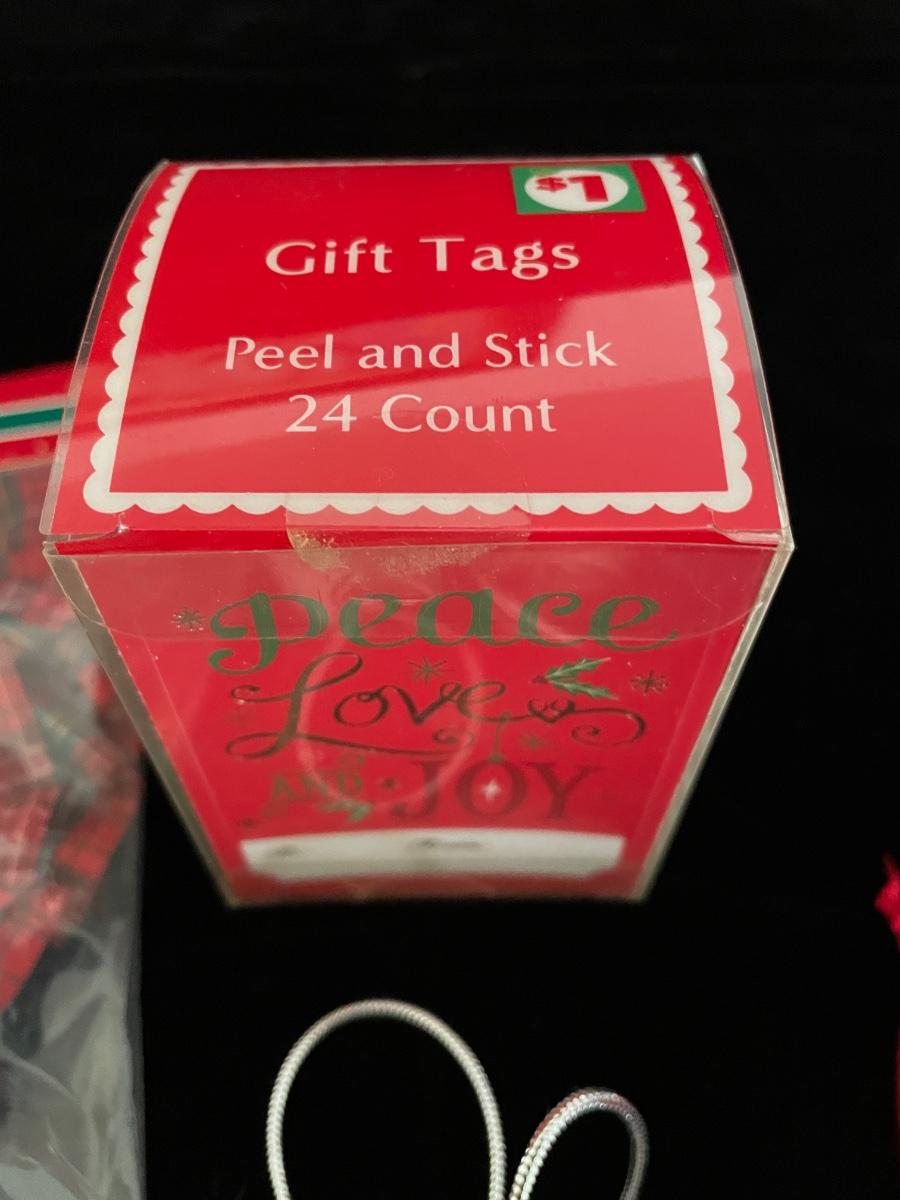 $1
Gift Tags
Peel and Stick
24 Count
Peace
Love
AND JOY